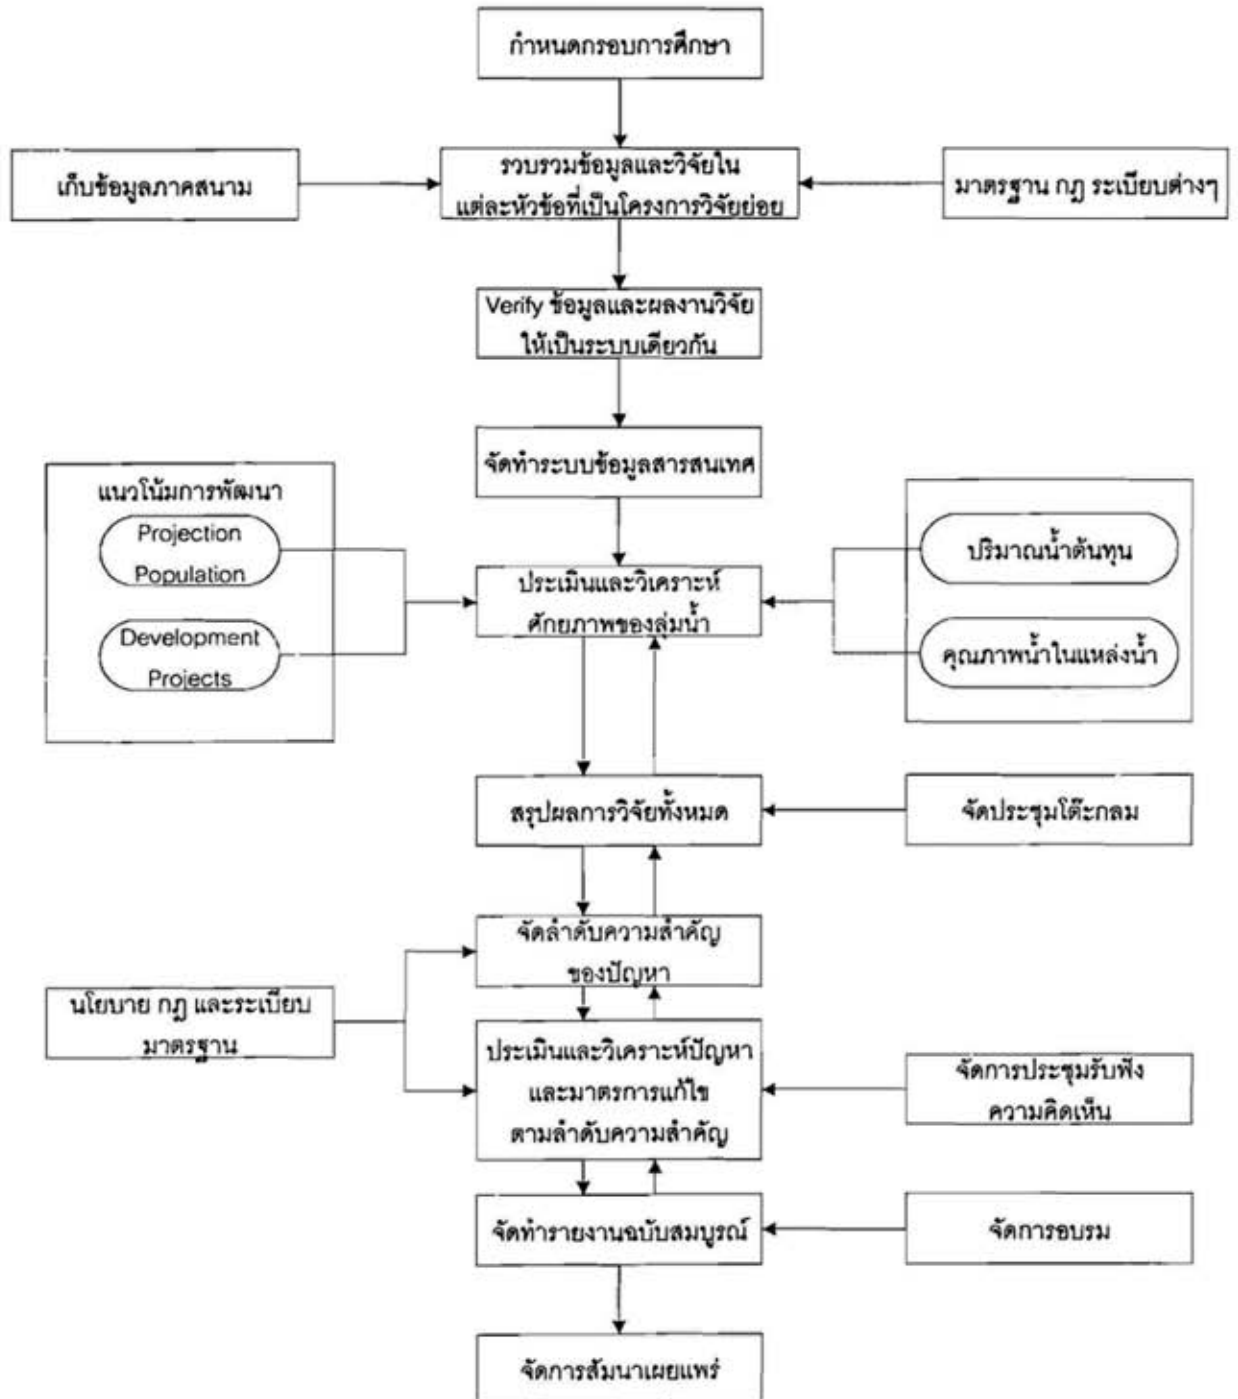 กำหนดกรอบการศึกษา
เก็บข้อมูลภาคสนาม
รวบรวมข้อมูลและวิจัยใน
แต่ละหัวข้อที่เป็นโครงการวิจัยย่อย
มาตรฐาน กฎ ระเบียบต่างๆ
Verify ข้อมูลและผลงานวิจัย
ให้เป็นระบบเดียวกัน
จัดทำระบบข้อมูลสารสนเทศ
แนวโน้มการพัฒนา
Projection
Population
Development
Projects
ประเมินและวิเคราะห์
ศักยภาพของลุ่มน้ำ
ปริมาณน้ำต้นทุน
คุณภาพน้ำในแหล่งน้ำ
สรุปผลการวิจัยทั้งหมด
จัดประชุมโต๊ะกลม
จัดลำดับความสำคัญ
ของปัญหา
นโยบาย กฎ และระเบียบ
มาตรฐาน
ประเมินและวิเคราะห์ปัญหา
และมาตรการแก้ไข
ตามลำดับความสำคัญ
จัดการประชุมรับฟัง
ความคิดเห็น
จัดทำรายงานฉบับสมบูรณ์
จัดการอบรม
จัดการสัมนาเผยแพร่